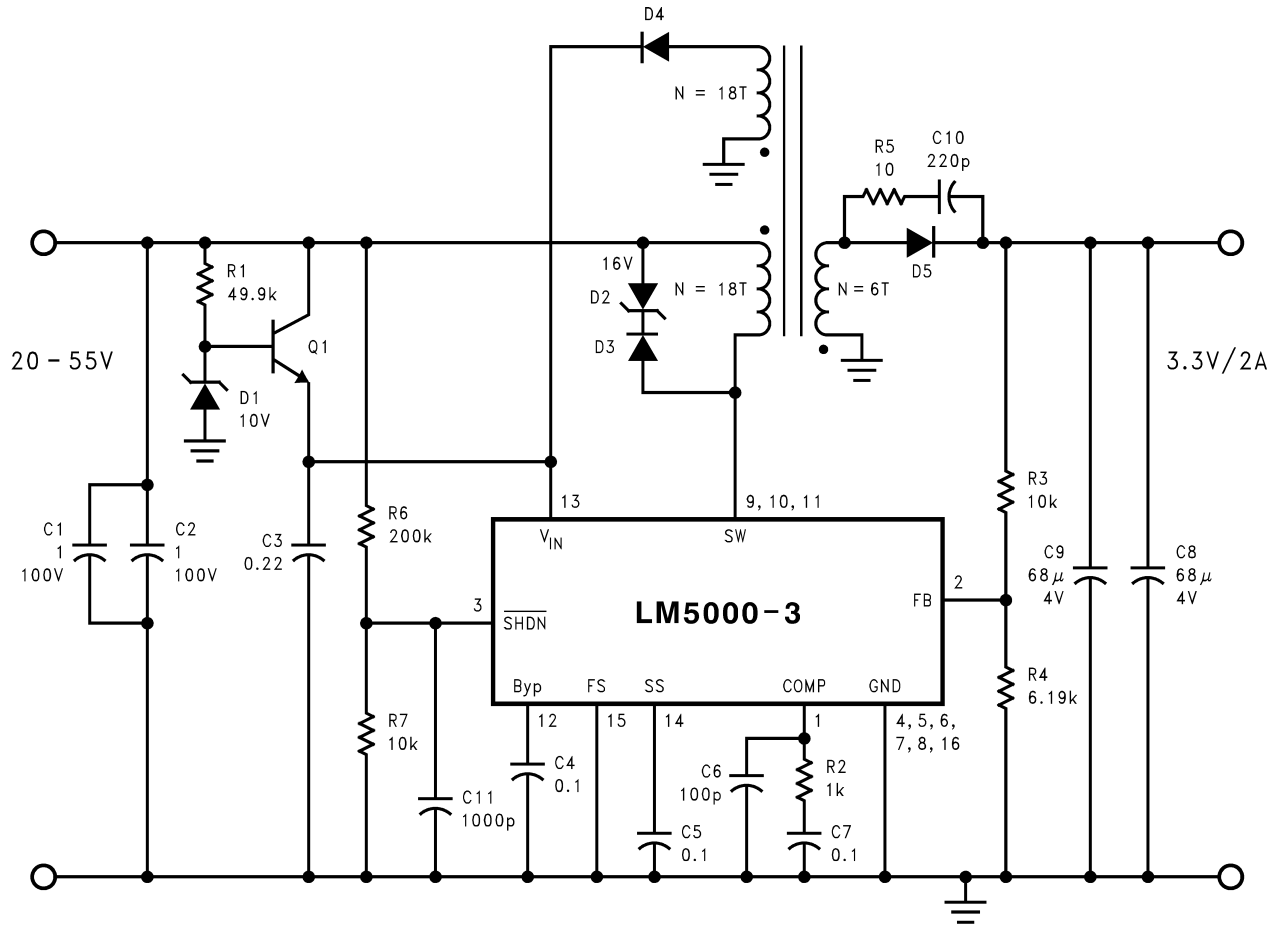 D4
N = 18T
R5
10
C10
220p
R1
49.9k
16V
D2
N = 18T
N = 6T
D5
D3
Q1
20 – 55V
3.3V/2A
D1
10V
R3
10k
13
9, 10, 11
C1
1
100V
C2
1
100V
C3
0.22
R6
200k
VIN
SW
C9
68μ
4V
C8
68μ
4V
2
FB
LM5000-3
3
SHDN
Byp
FS
SS
COMP
GND
R4
6.19k
12
15
14
1
4, 5, 6,
7, 8, 16
R7
10k
C4
0.1
C6
100p
R2
1k
C11
1000p
C5
0.1
C7
0.1